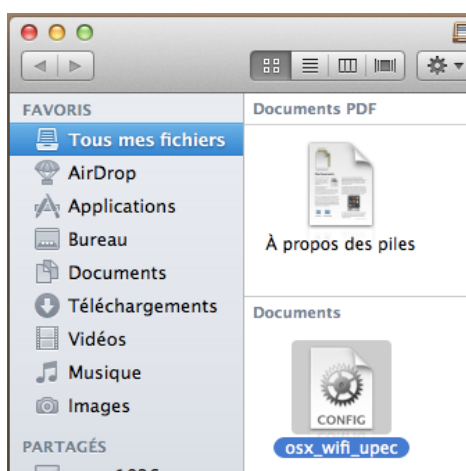 FAVORIS
Tous mes fichiers
AirDrop
Applications
Bureau
Documents
Téléchargements
Vidéos
Musique
Images
PARTAGÉS
Documents PDF
À propos des piles
Documents
CONFIG
osx_wifi_upec